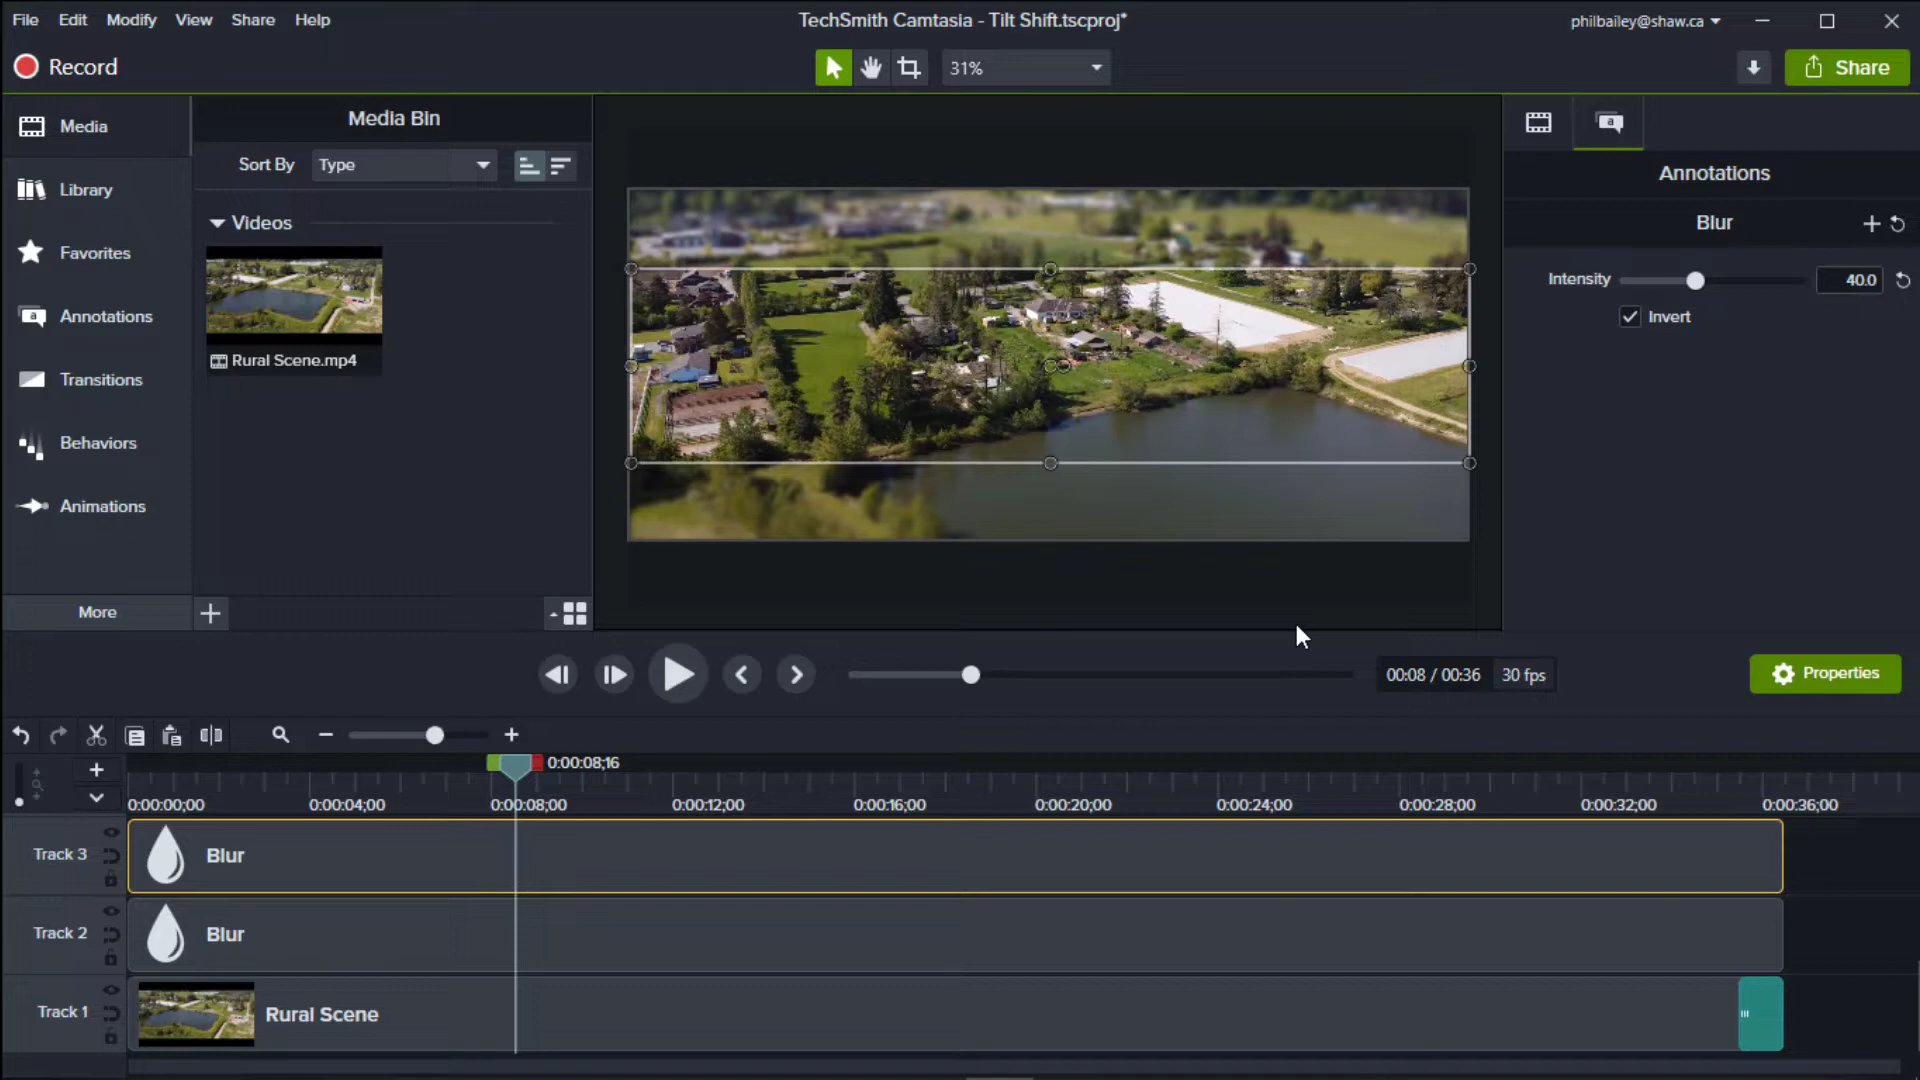 File Edit Modify View Share Help
TechSmith Camtasia - Tilt Shift.tscproj*
philbailey@shaw.ca
Record
31%
Share
Media
Library
Favorites
Annotations
Transitions
Behaviors
Animations
More
Media Bin
Sort By Type
Videos
Rural Scene.mp4
a
Annotations
Blur
Intensity 40.0
Invert
00:08 / 00:36 30 fps
Properties
0:00:08;16
0:00:00;00 0:00:04;00 0:00:08;00 0:00:12;00 0:00:16;00 0:00:20;00 0:00:24;00 0:00:28;00 0:00:32;00 0:00:36;00
Track 3 Blur
Track 2 Blur
Track 1 Rural Scene